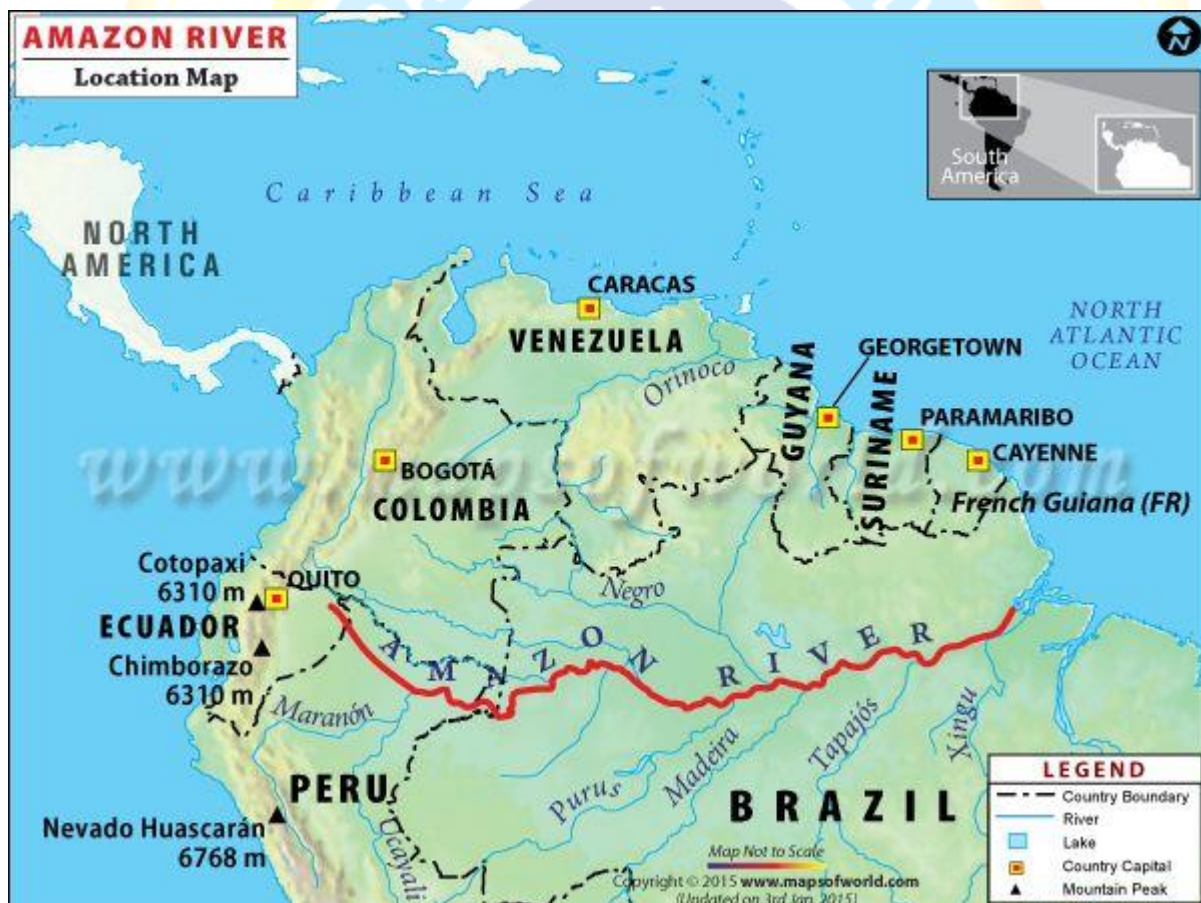 AMAZON RIVER
Location Map
N
South
America
Caribbean Sea
NORTH
AMERICA
CARACAS
VENEZUELA
NORTH
ATLANTIC
OCEAN
GEORGETOWN
Orinoco
GUYANA
SURINAME
PARAMARIBO
CAYENNE
BOGOTÁ
COLOMBIA
French Guiana (FR)
Cotopaxi
6310 m
QUITO
Negro
ECUADOR
AMAZON RIVER
Chimborazo
6310 m
Maranón
PERU
Purus
Madeira
Tapajós
Xingu
BRAZIL
Nevado Huascarán
6768 m
Ucayali
LEGEND
Country Boundary
River
Lake
Country Capital
Mountain Peak
Map Not to Scale
Copyright © 2015 www.mapsofworld.com
(Updated on 3rd Jan, 2015)